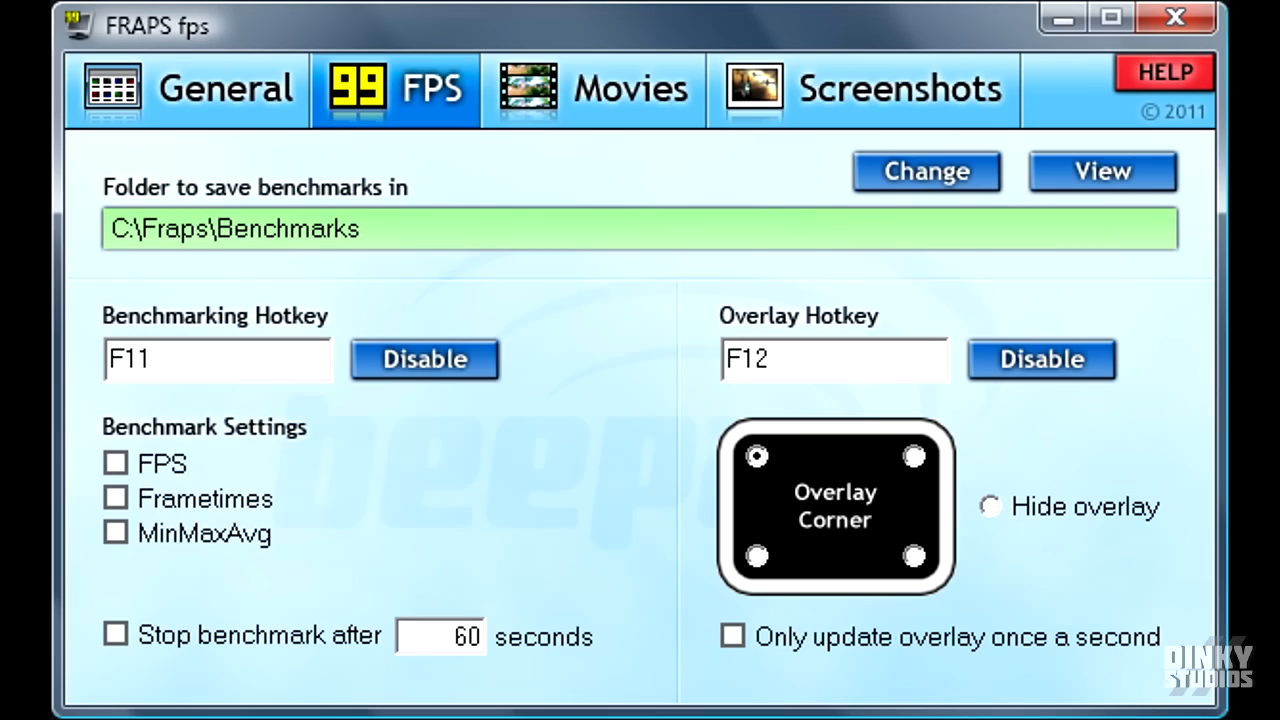 FRAPS fps
General
99 FPS
Movies
Screenshots
HELP
© 2011
Folder to save benchmarks in
Change
View
C:\Fraps\Benchmarks
Benchmarking Hotkey
F11
Disable
Overlay Hotkey
F12
Disable
Benchmark Settings
FPS
Frametimes
MinMaxAvg
Overlay
Corner
Hide overlay
Stop benchmark after 60 seconds
Only update overlay once a second
DINKY
STUDIOS